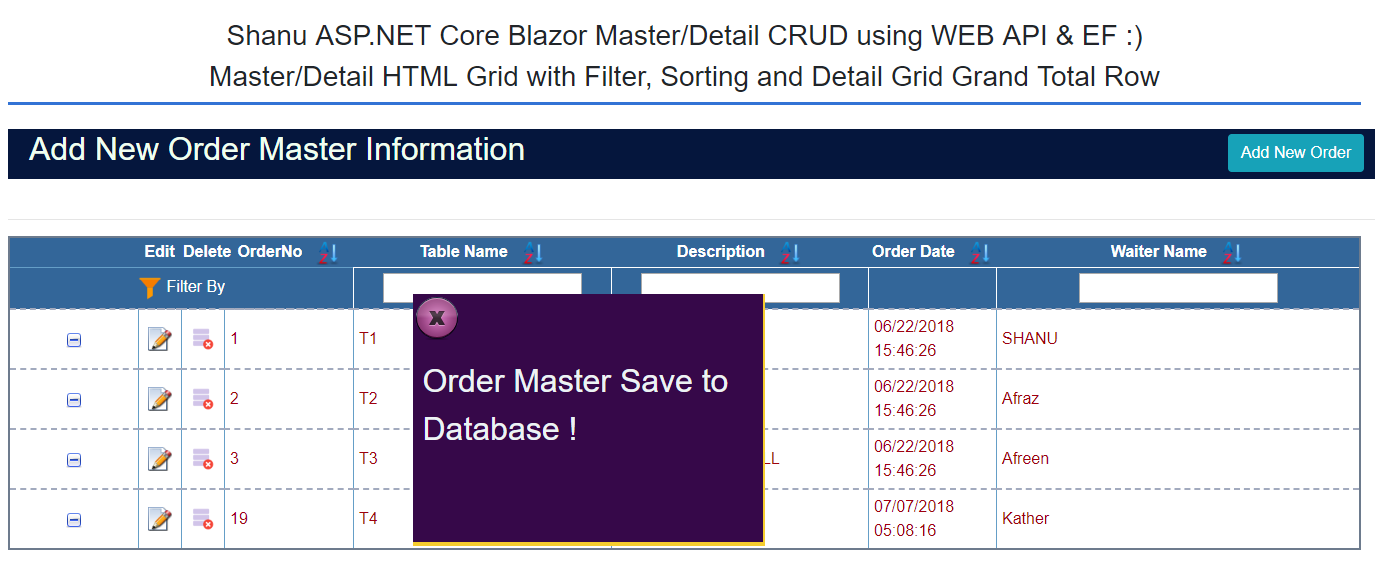 Shanu ASP.NET Core Blazor Master/Detail CRUD using WEB API & EF :)
Master/Detail HTML Grid with Filter, Sorting and Detail Grid Grand Total Row
Add New Order Master Information
Add New Order
Edit Delete OrderNo Table Name Description Order Date Waiter Name
Filter By
1 T1 06/22/2018 15:46:26 SHANU
2 T2 06/22/2018 15:46:26 Afraz
3 T3 LL 06/22/2018 15:46:26 Afreen
19 T4 07/07/2018 05:08:16 Kather
X
Order Master Save to
Database !